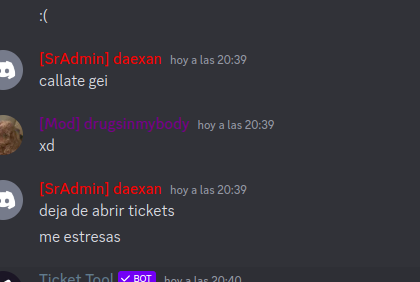 :(
[SrAdmin] daexan hoy a las 20:39
callate gei
[Mod] hoy a las 20:39
xd
[SrAdmin] daexan hoy a las 20:39
deja de abrir tickets
me estresas
Ticket Tool ✓ BOT hoy a las 20:40